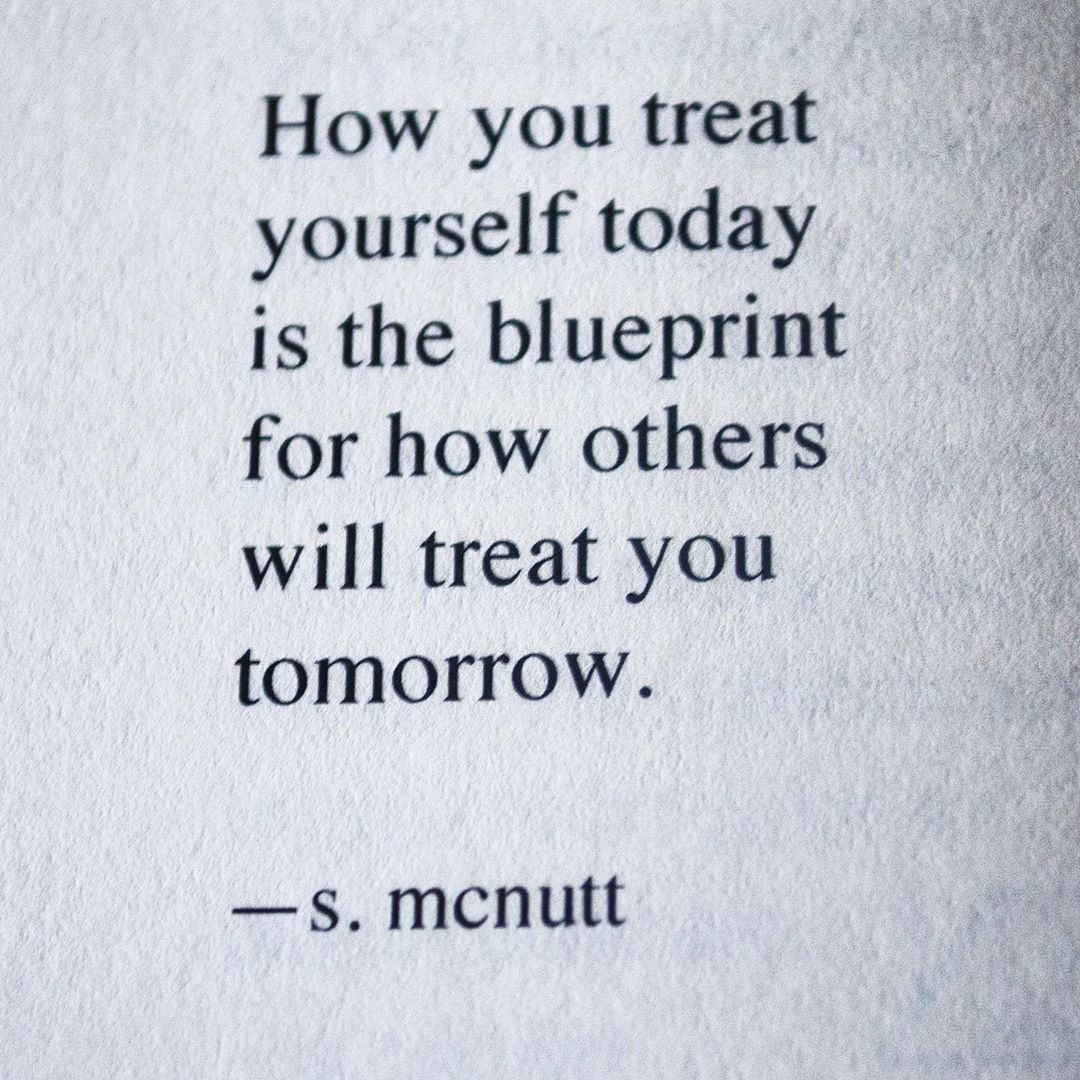 How you treat
yourself today
is the blueprint
for how others
will treat you
tomorrow.
—s. mcnutt